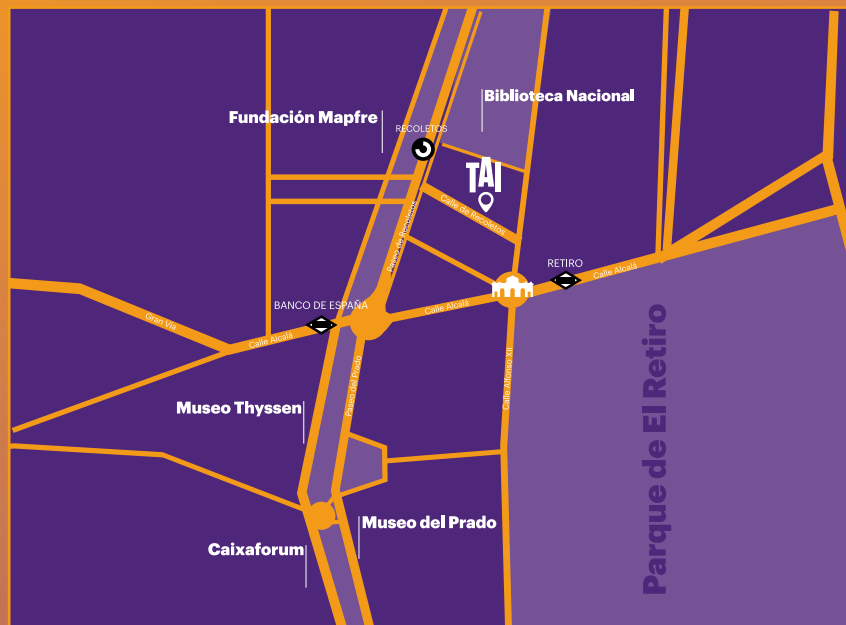 Biblioteca Nacional
Fundación Mapfre
RECOLETOS
TAI
Calle de Recoletos
Paseo de Recoletos
RETIRO
Calle Alcalá
BANCO DE ESPAÑA
Calle Alcalá
Gran Vía
Calle Alcalá
Paseo del Prado
Calle Alfonso XII
Museo Thyssen
Parque de El Retiro
Museo del Prado
Caixaforum